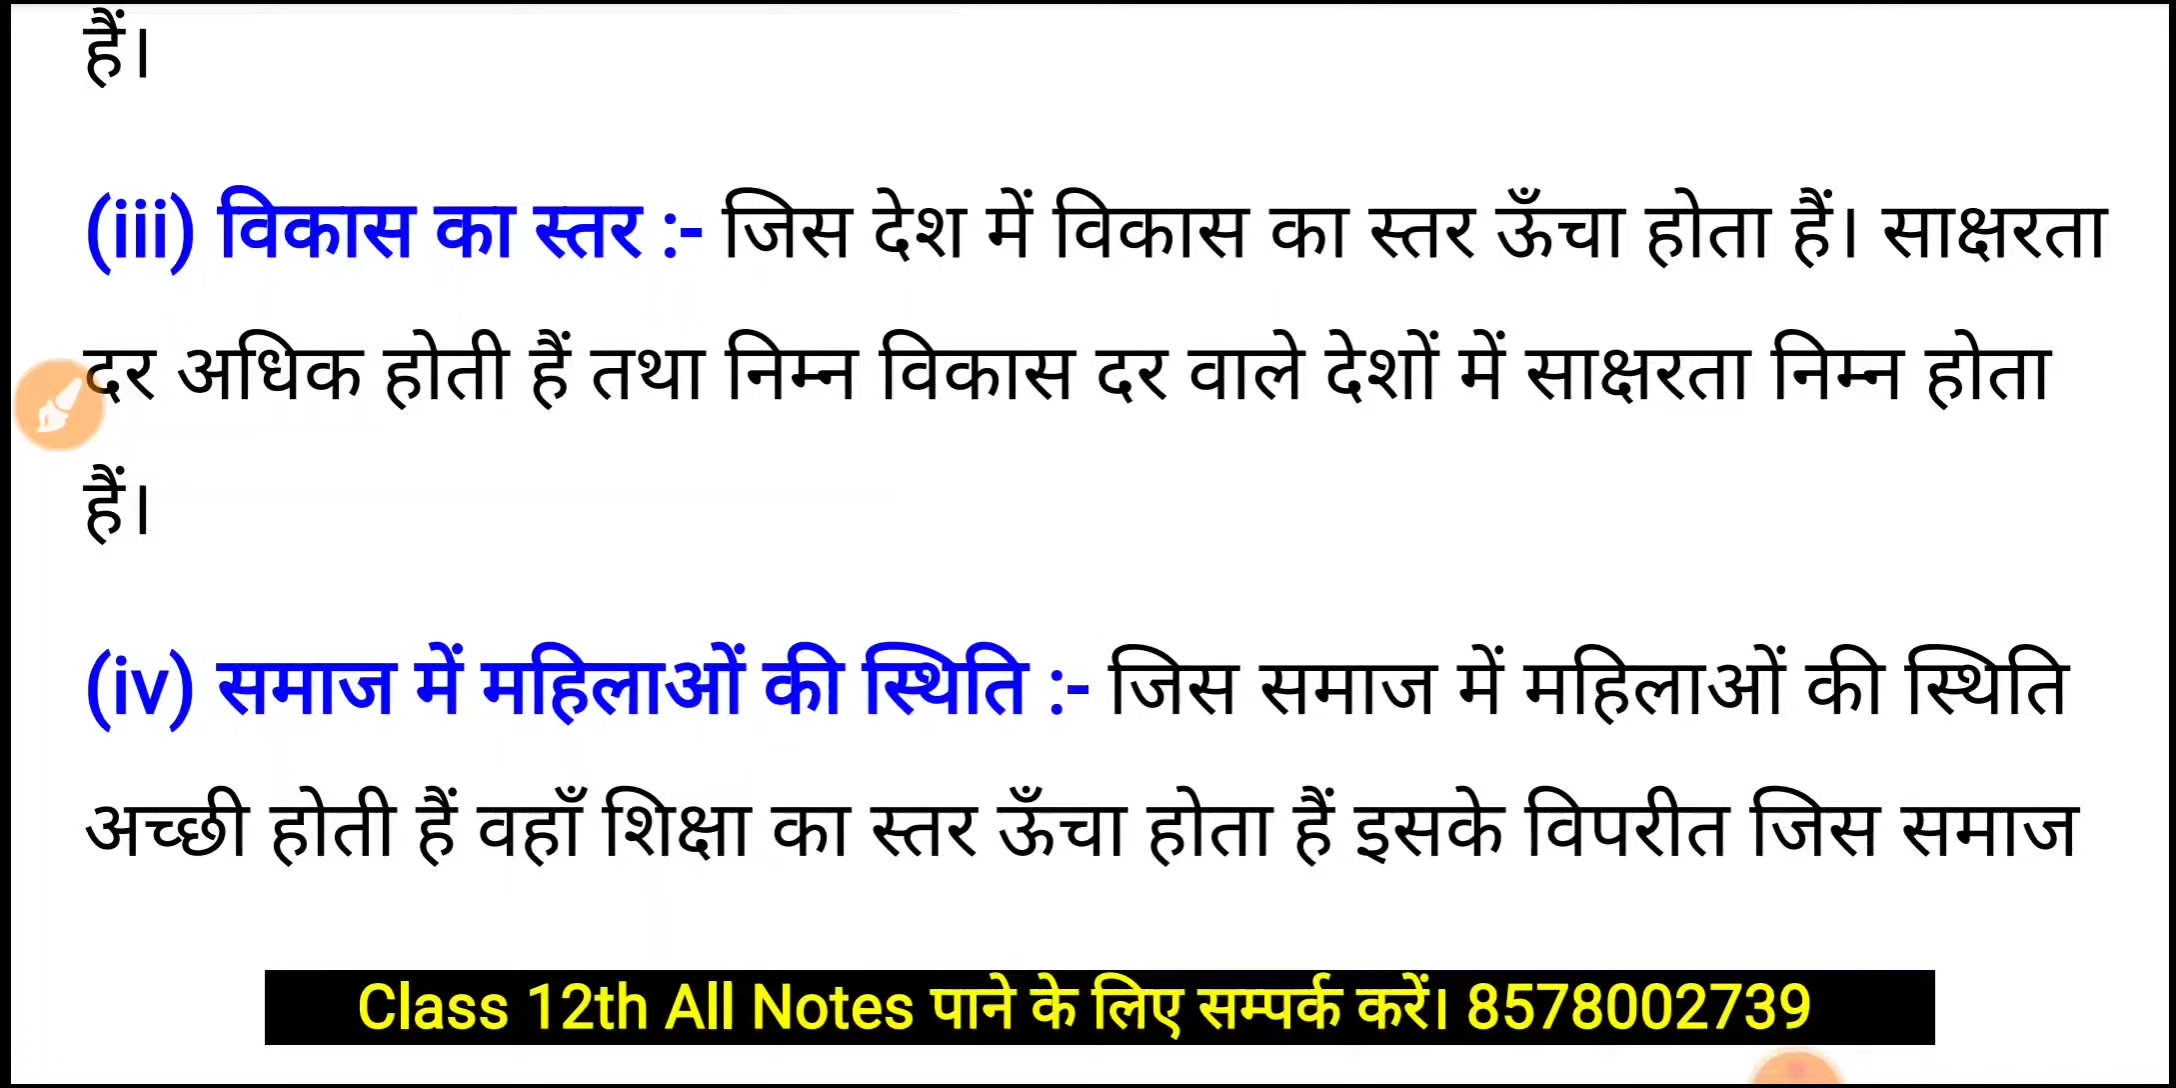 हैं।
(iii) विकास का स्तर :- जिस देश में विकास का स्तर ऊँचा होता हैं। साक्षरता
दर अधिक होती हैं तथा निम्न विकास दर वाले देशों में साक्षरता निम्न होता
हैं।
(iv) समाज में महिलाओं की स्थिति :- जिस समाज में महिलाओं की स्थिति
अच्छी होती हैं वहाँ शिक्षा का स्तर ऊँचा होता हैं इसके विपरीत जिस समाज
Class 12th All Notes पाने के लिए सम्पर्क करें। 8578002739